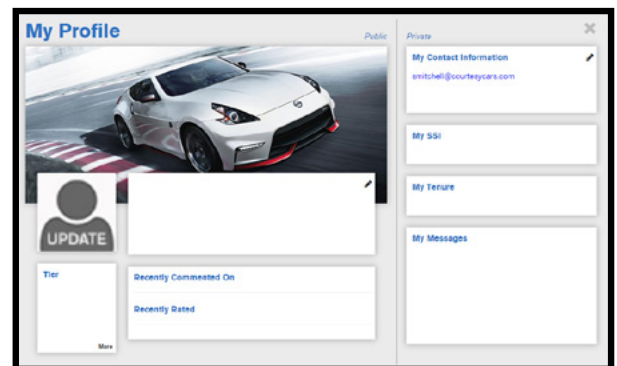 My Profile
Public
UPDATE
Tier
More
Recently Commented On
Recently Rated
Private
My Contact Information
smitchell@courtesycars.com
My SSI
My Tenure
My Messages